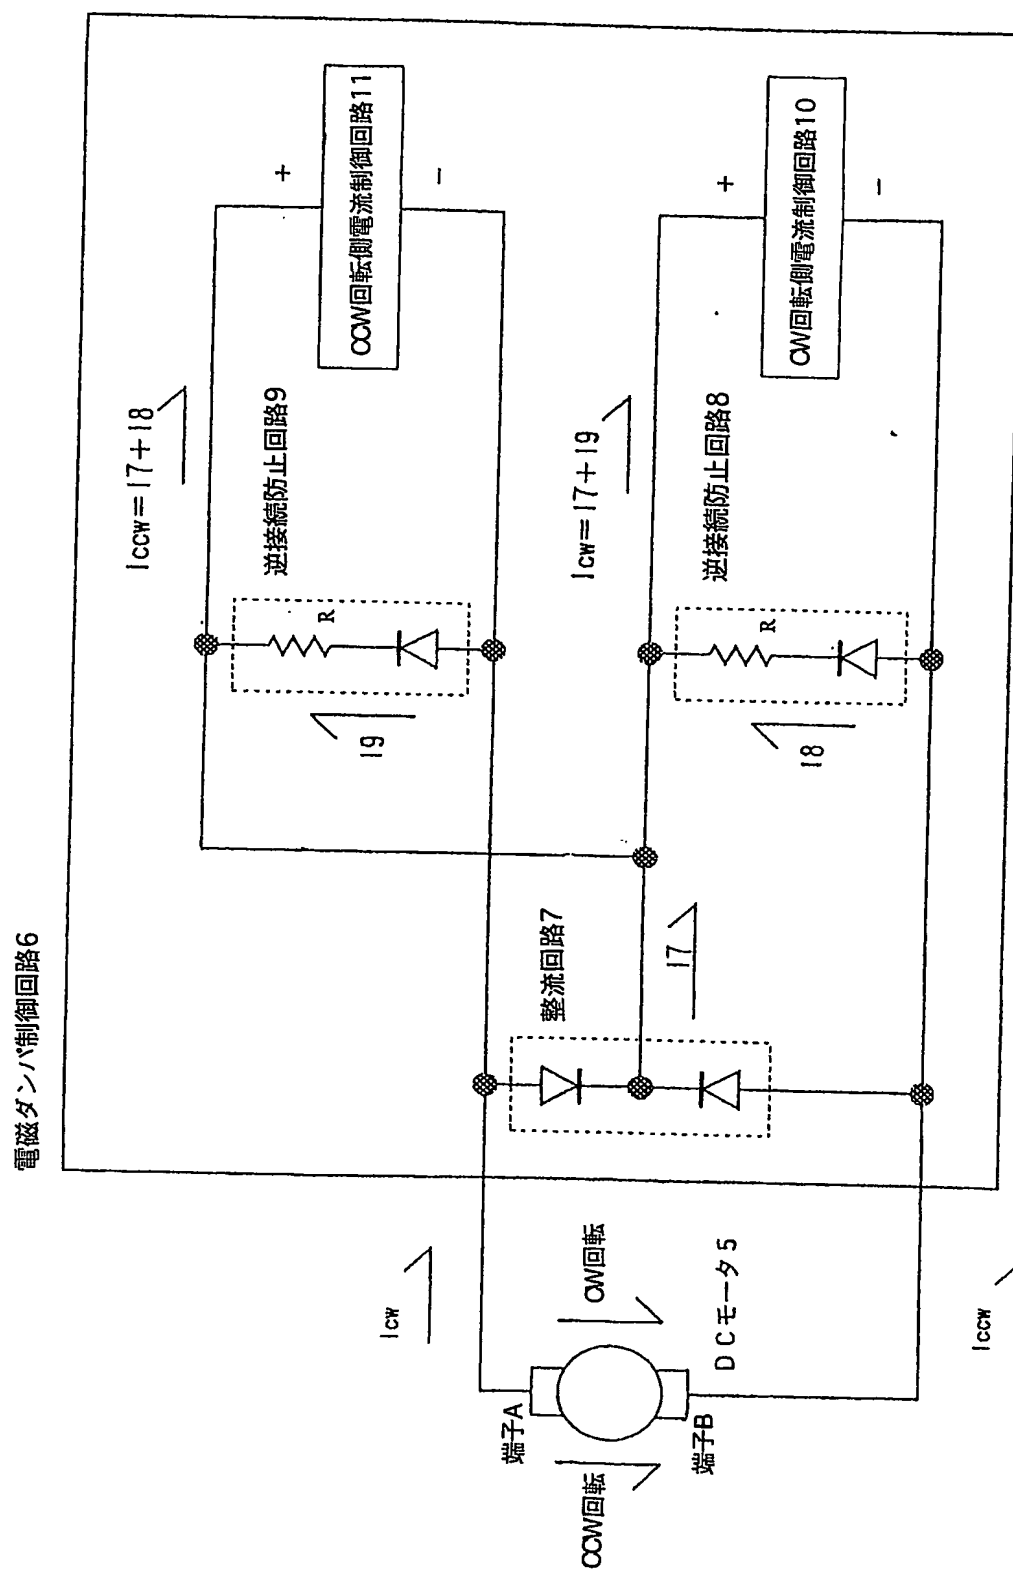 電磁ダンパ制御回路6
Iccw=I7+I8
逆接続防止回路9
R
I9
+
CCW回転側電流制御回路11
-
整流回路7
I7
Icw=I7+I9
逆接続防止回路8
R
I8
+
CW回転側電流制御回路10
-
Icw
端子A
CCW回転
CW回転
端子B
DCモータ5
Iccw